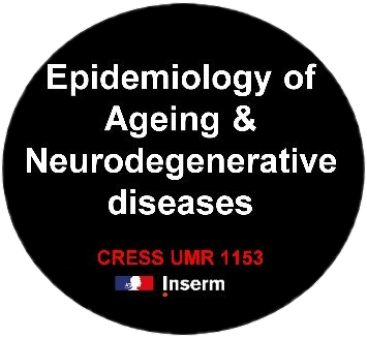 Epidemiology of
Ageing &
Neurodegenerative
diseases
CRESS UMR 1153
Inserm